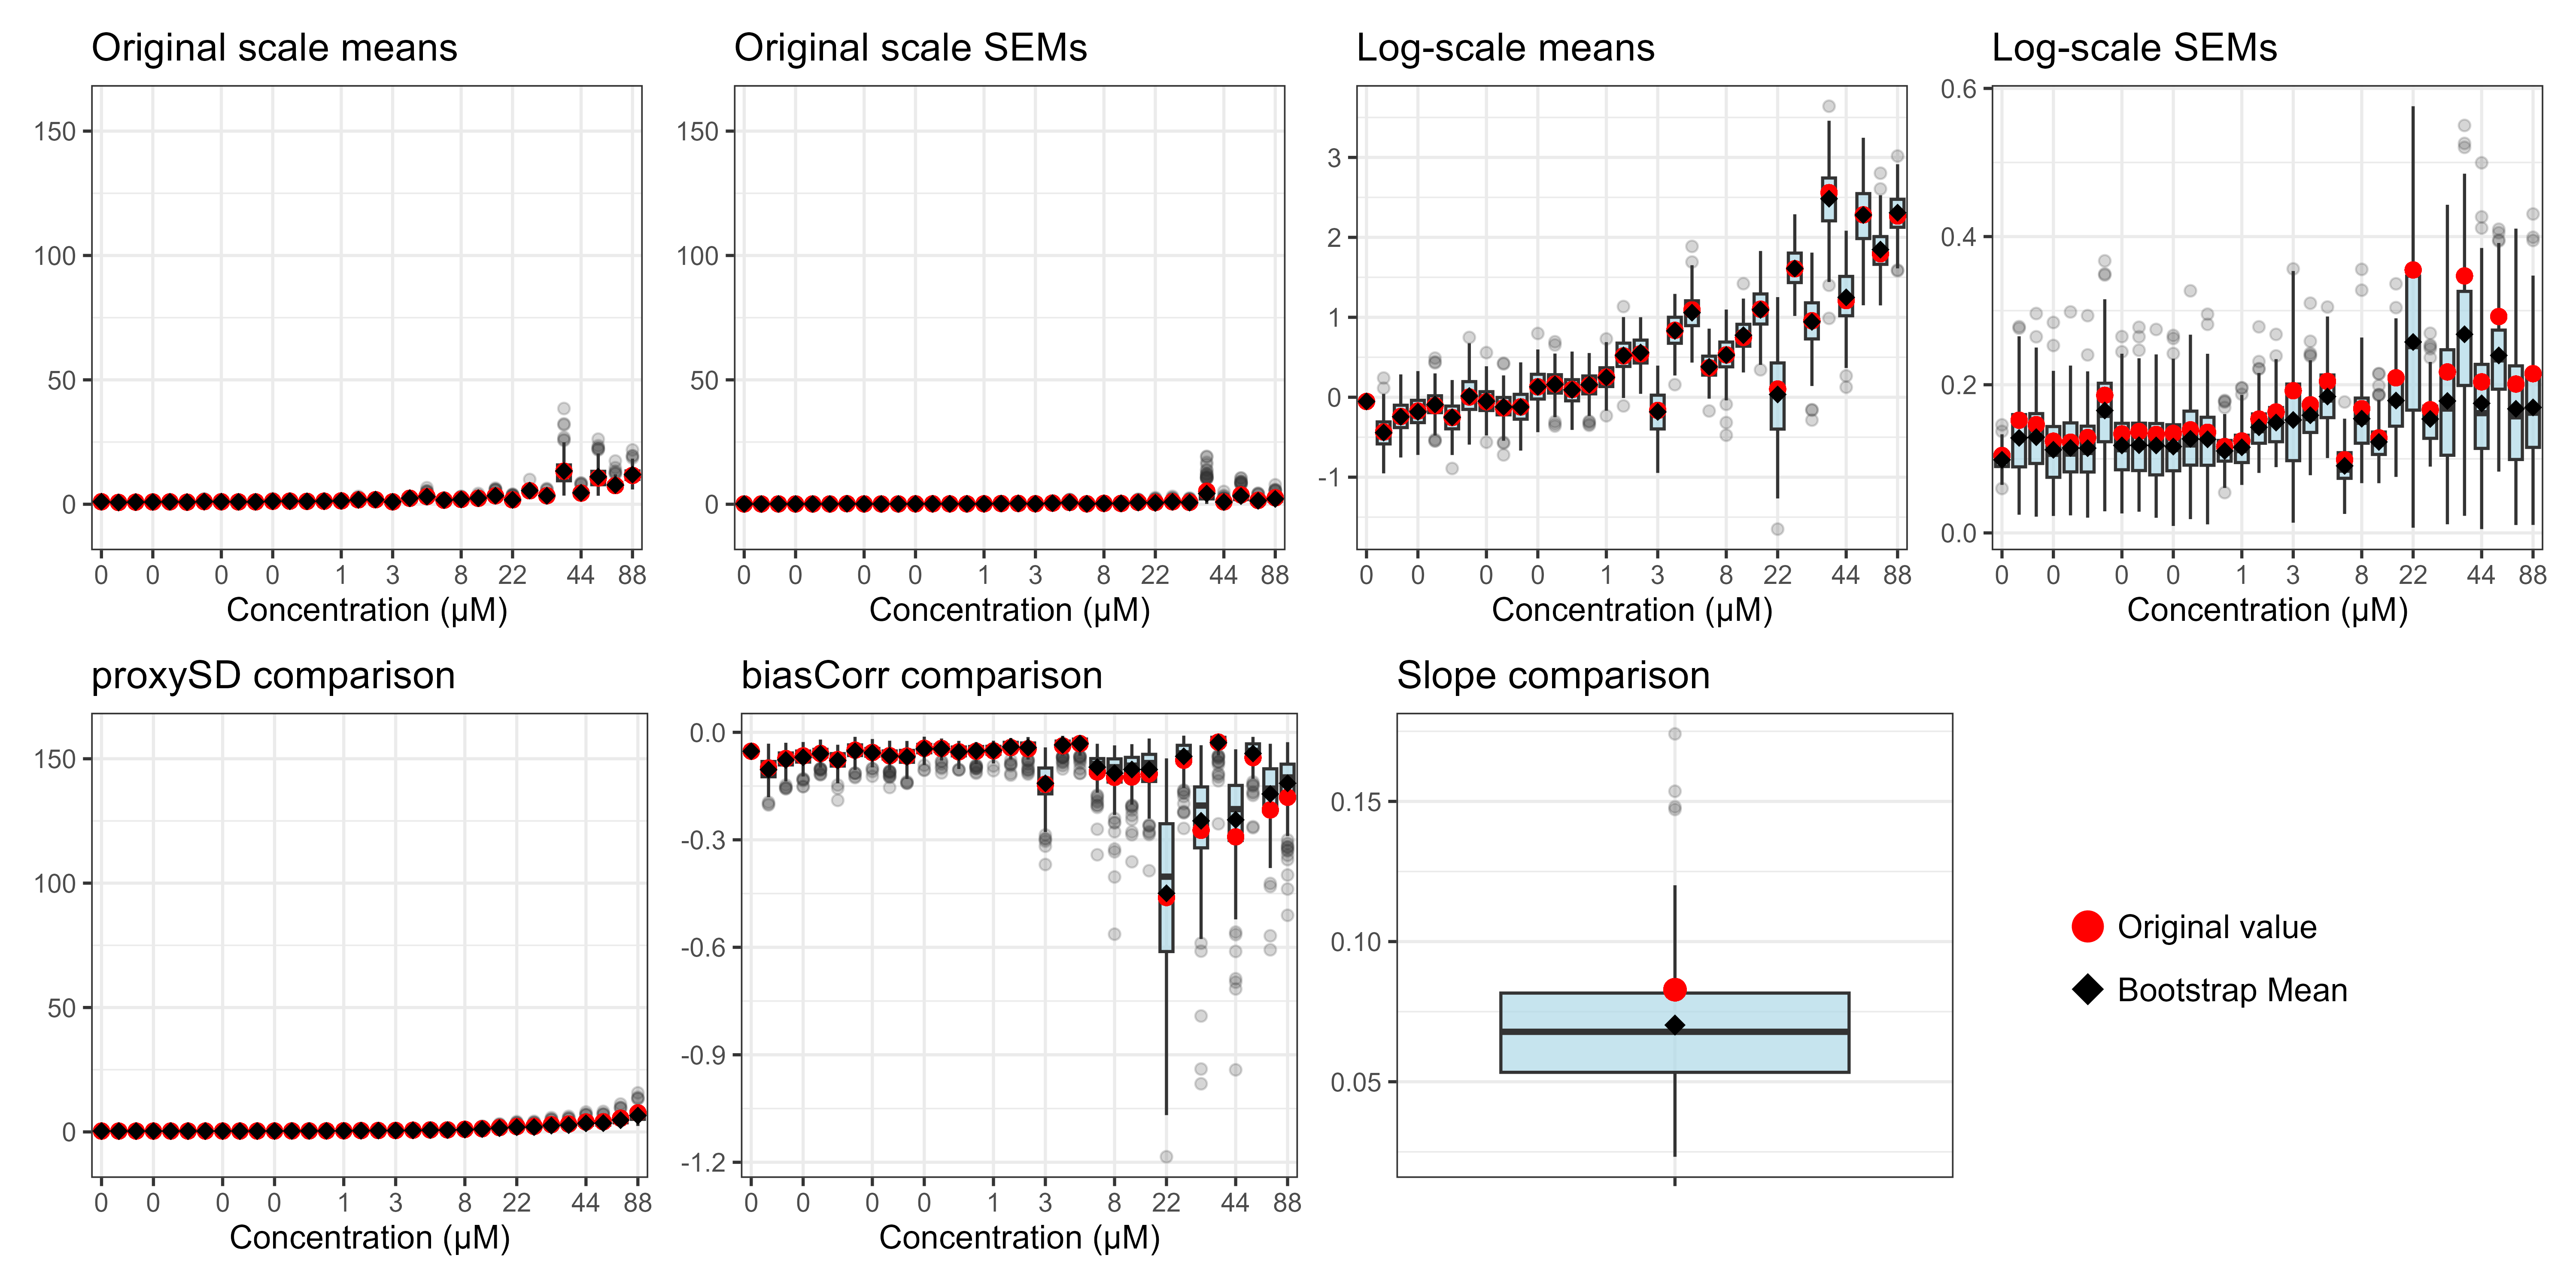 Original scale means
Original scale SEMs
Log-scale means
Log-scale SEMs
150
100
50
0
0 0 0 0 1 3 8 22 44 88
Concentration (µM)
150
100
50
0
0 0 0 0 1 3 8 22 44 88
Concentration (µM)
3
2
1
0
-1
0 0 0 0 1 3 8 22 44 88
Concentration (µM)
0.6
0.4
0.2
0.0
0 0 0 0 1 3 8 22 44 88
Concentration (µM)
proxySD comparison
biasCorr comparison
Slope comparison
150
100
50
0
0 0 0 0 1 3 8 22 44 88
Concentration (µM)
0.0
-0.3
-0.6
-0.9
-1.2
0 0 0 0 1 3 8 22 44 88
Concentration (µM)
0.15
0.10
0.05
Original value
Bootstrap Mean